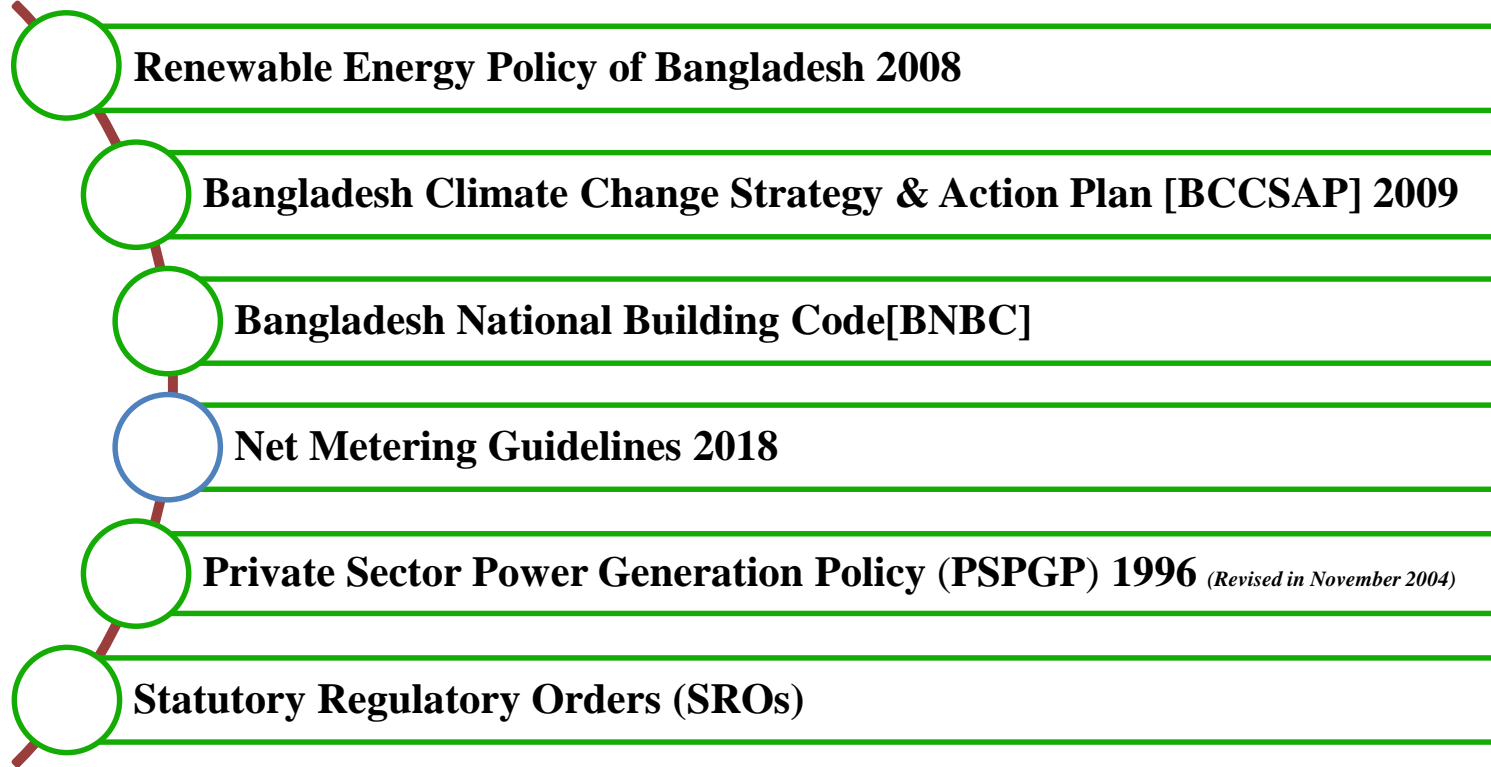 Renewable Energy Policy of Bangladesh 2008
Bangladesh Climate Change Strategy & Action Plan [BCCSAP] 2009
Bangladesh National Building Code[BNBC]
Net Metering Guidelines 2018
Private Sector Power Generation Policy (PSPGP) 1996 (Revised in November 2004)
Statutory Regulatory Orders (SROs)